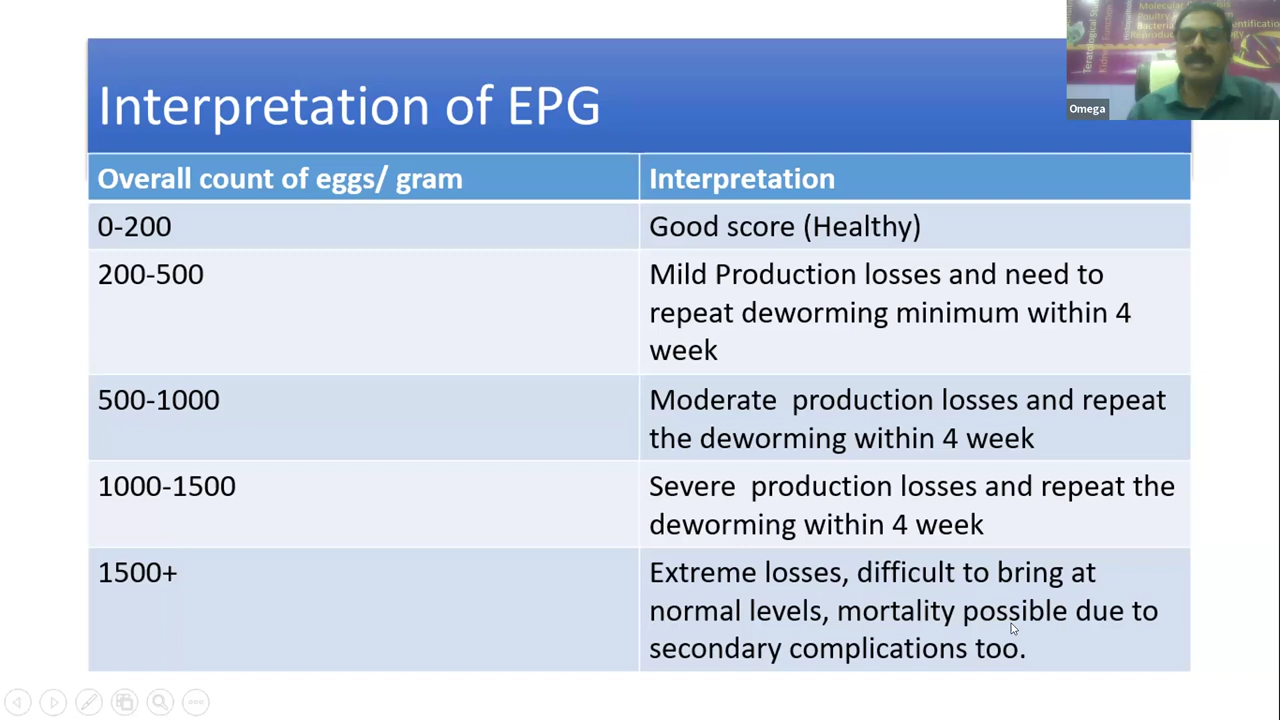 Molecular
Poultry
Teratological
Omega
Interpretation of EPG
Overall count of eggs/ gram
Interpretation
0-200
Good score (Healthy)
200-500
Mild Production losses and need to
repeat deworming minimum within 4
week
500-1000
Moderate  production losses and repeat
the deworming within 4 week
1000-1500
Severe  production losses and repeat the
deworming within 4 week
1500+
Extreme losses, difficult to bring at
normal levels, mortality possible due to
secondary complications too.